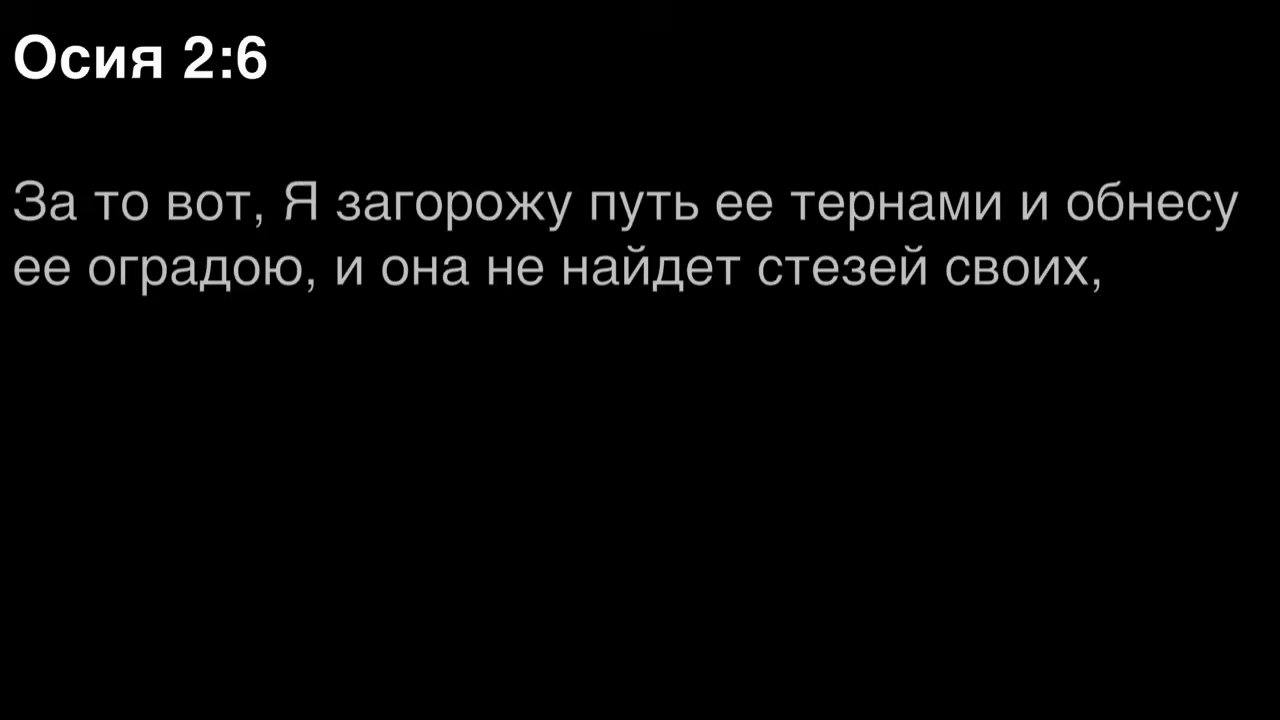 Осия 2:6
За то вот, Я загорожу путь ее тернами и обнесу
ее оградою, и она не найдет стезей своих,